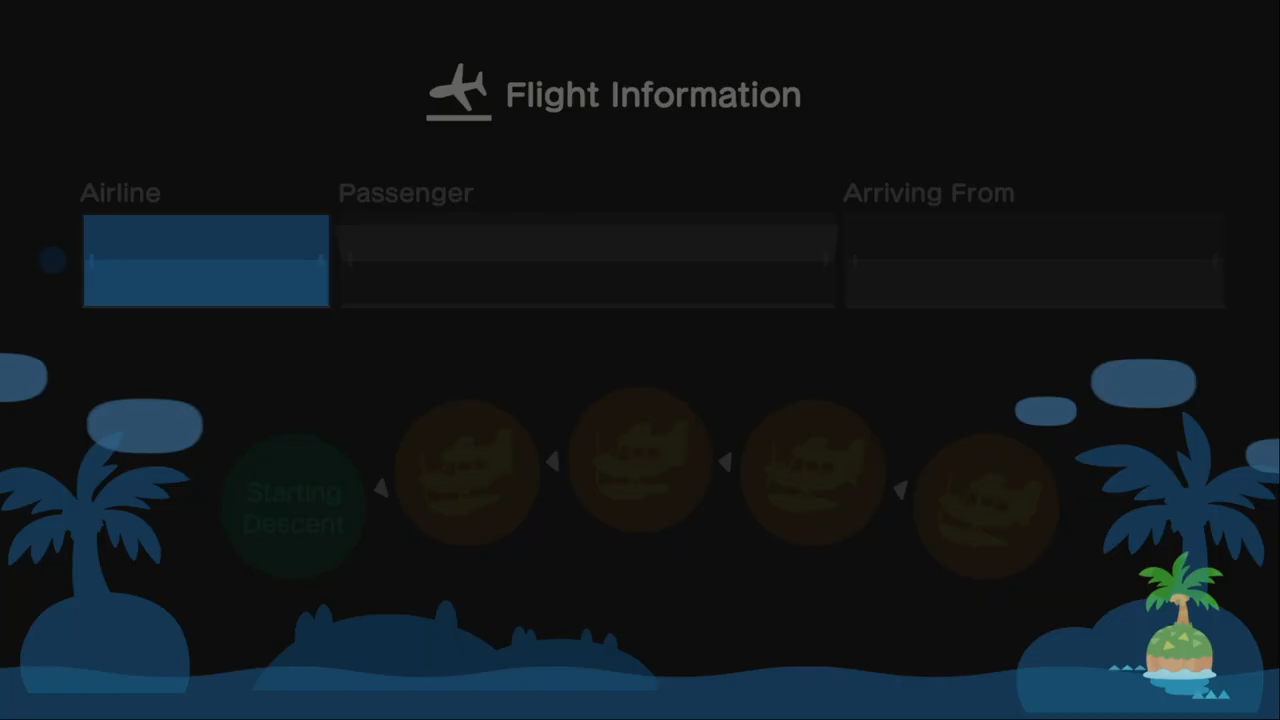 Flight Information
Airline
Passenger
Arriving From
Starting
Descent